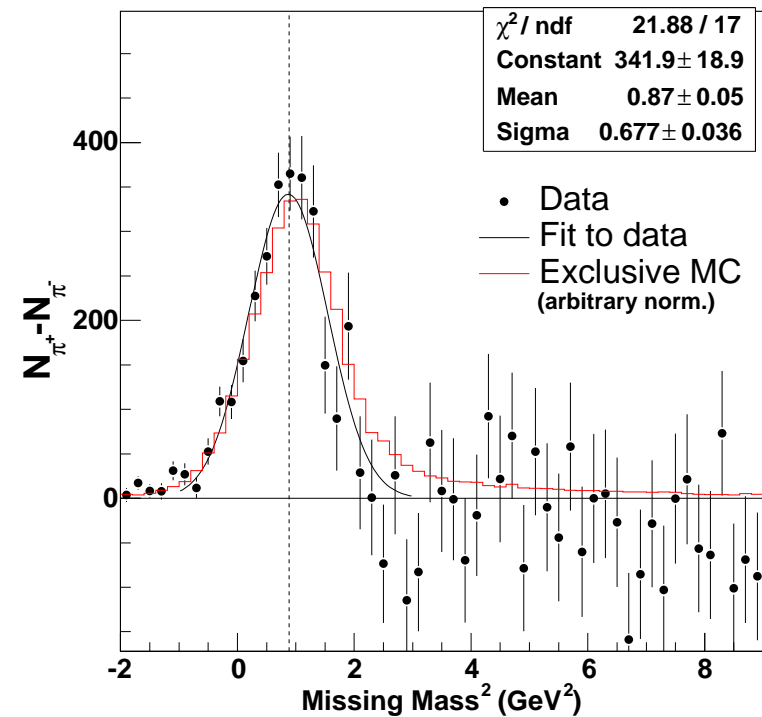 χ²/ ndf 21.88 / 17
Constant 341.9 ± 18.9
Mean 0.87 ± 0.05
Sigma 0.677 ± 0.036
Data
Fit to data
Exclusive MC
(arbitrary norm.)
N_π⁺-N_π⁻
400
200
0
-2 0 2 4 6 8
Missing Mass² (GeV²)